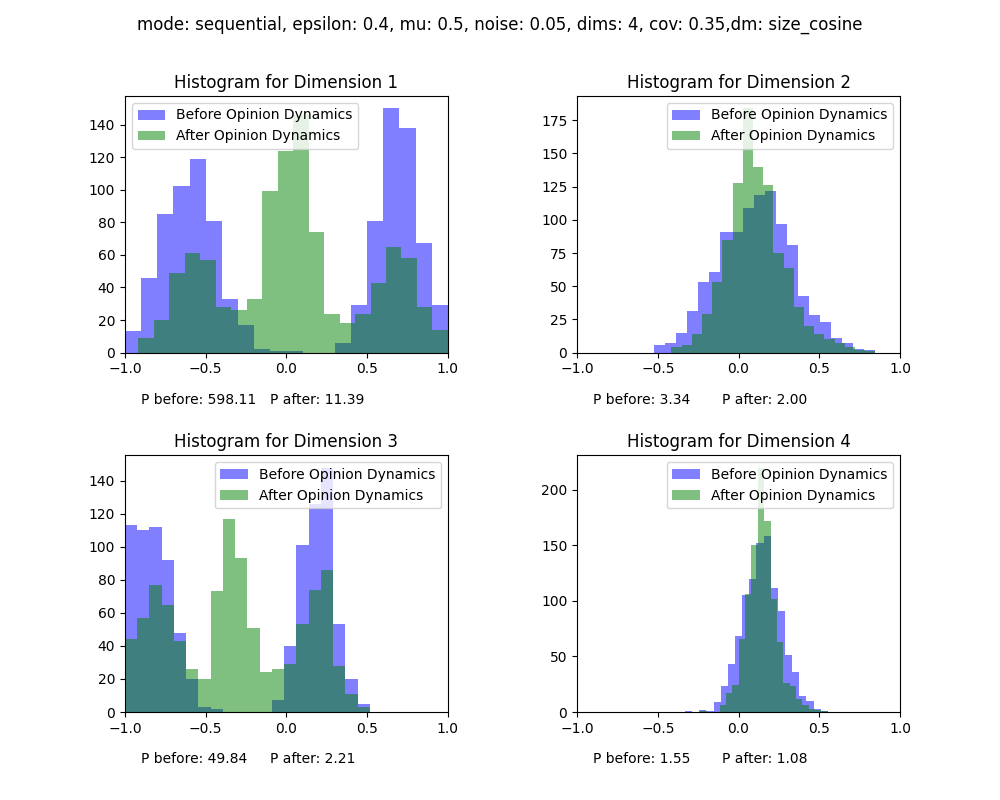 mode: sequential, epsilon: 0.4, mu: 0.5, noise: 0.05, dims: 4, cov: 0.35,dm: size_cosine
Histogram for Dimension 1
Before Opinion Dynamics
After Opinion Dynamics
140
120
100
80
60
40
20
0
−1.0 −0.5 0.0 0.5 1.0
P before: 598.11 P after: 11.39
Histogram for Dimension 2
Before Opinion Dynamics
After Opinion Dynamics
175
150
125
100
75
50
25
0
−1.0 −0.5 0.0 0.5 1.0
P before: 3.34 P after: 2.00
Histogram for Dimension 3
Before Opinion Dynamics
After Opinion Dynamics
140
120
100
80
60
40
20
0
−1.0 −0.5 0.0 0.5 1.0
P before: 49.84 P after: 2.21
Histogram for Dimension 4
Before Opinion Dynamics
After Opinion Dynamics
200
150
100
50
0
−1.0 −0.5 0.0 0.5 1.0
P before: 1.55 P after: 1.08